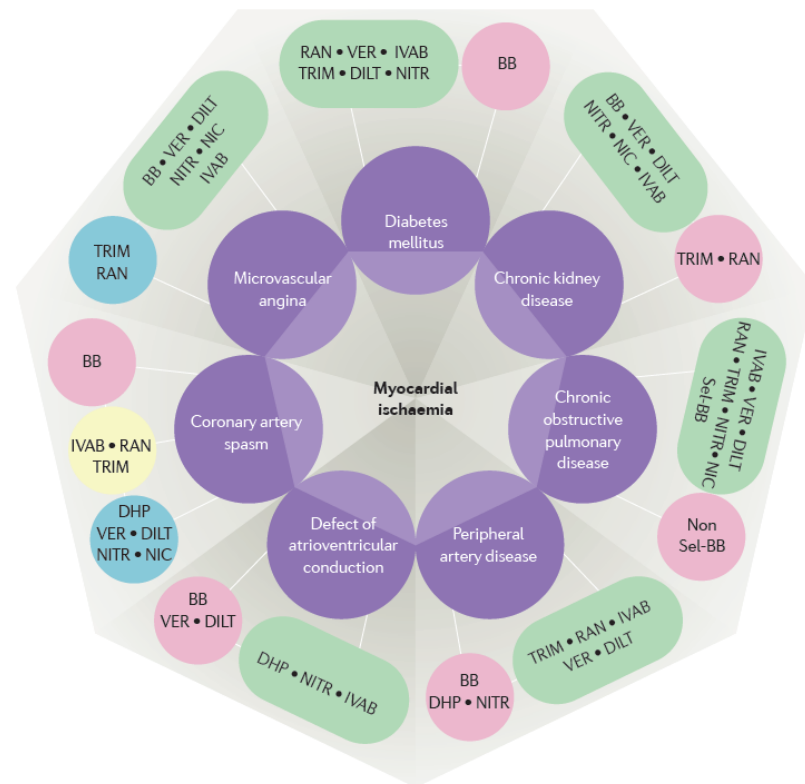 RAN • VER • IVAB
TRIM • DILT • NITR
BB
Diabetes
mellitus
BB • VER • DILT
NITR • NIC • IVAB
TRIM • RAN
Chronic kidney
disease
IVAB • VER • DILT
RAN • TRIM • NITR • NIC
Sel-BB
Non
Sel-BB
Chronic
obstructive
pulmonary
disease
TRIM • RAN • IVAB
VER • DILT
BB
DHP • NITR
Peripheral
artery disease
DHP • NITR • IVAB
BB
VER • DILT
Defect of
atrioventricular
conduction
DHP
VER • DILT
NITR • NIC
IVAB • RAN
TRIM
BB
Coronary artery
spasm
TRIM
RAN
BB • VER • DILT
NITR • NIC
IVAB
Microvascular
angina
Myocardial
ischaemia